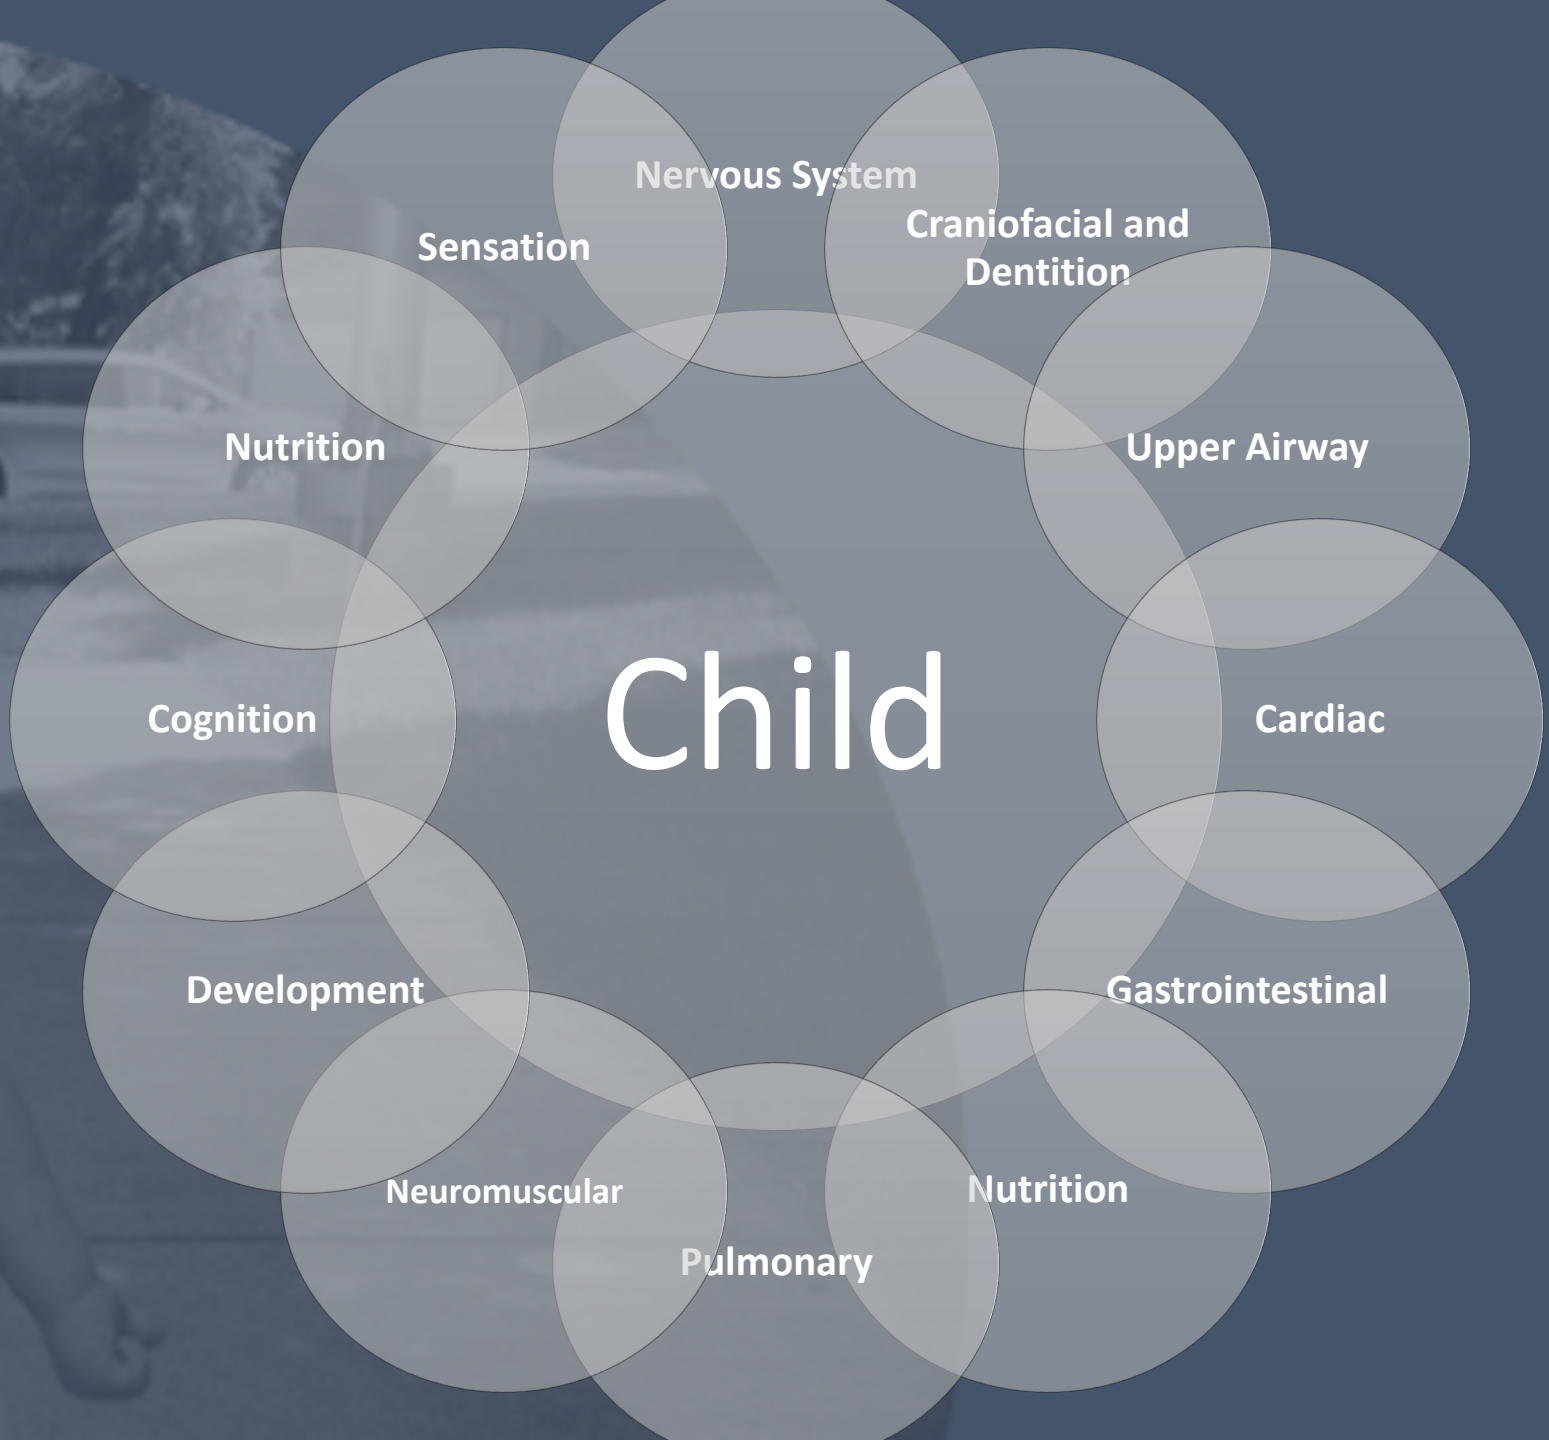 Nervous System
Craniofacial and
Dentition
Sensation
Upper Airway
Nutrition
Child
Cognition
Cardiac
Development
Gastrointestinal
Neuromuscular
Nutrition
Pulmonary